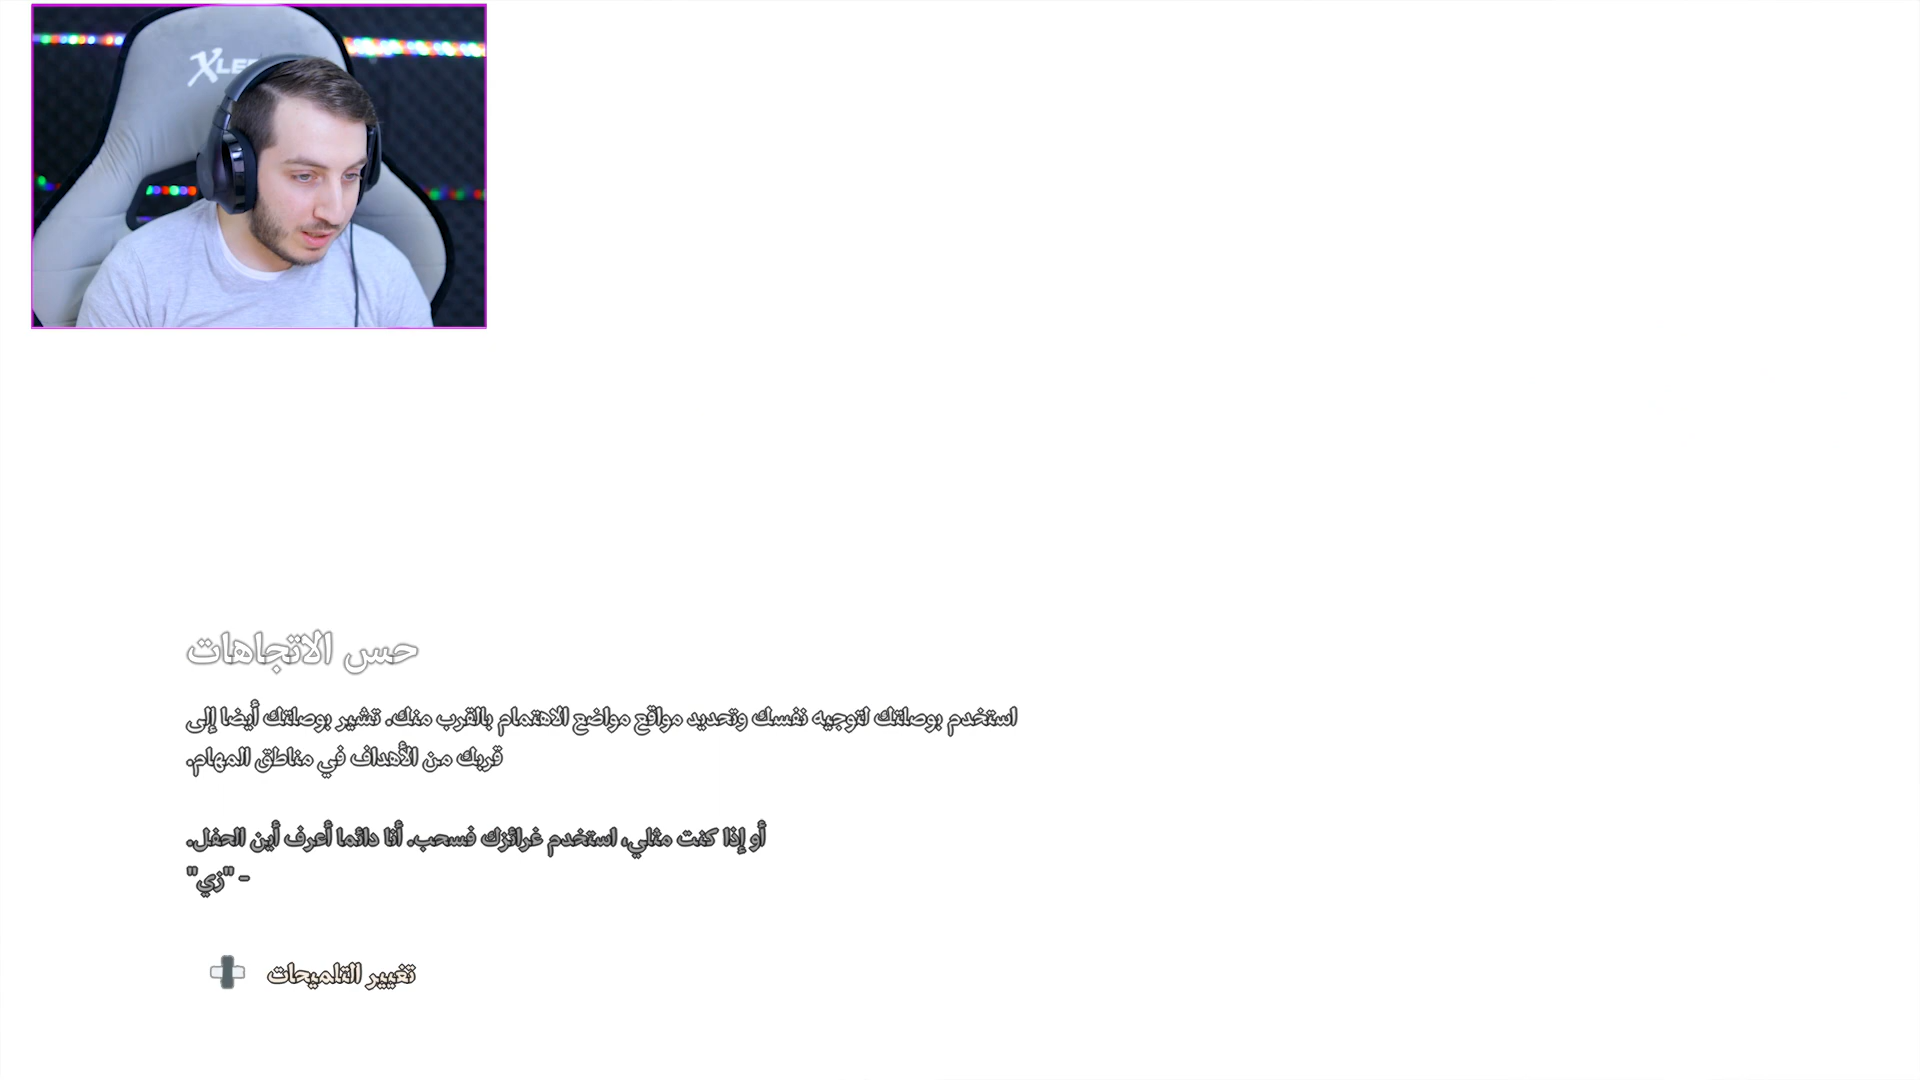 حس الاتجاهات
استخدم بوصلتك لتوجيه نفسك وتحديد مواقع مواضع الاهتمام بالقرب منك. تشير بوصلتك أيضا إلى
قربك من الأهداف في مناطق المهام.
أو إذا كنت مثلي، استخدم غرائزك فسحب. أنا دائما أعرف أين الحفل.
- "زي"
تغيير التلميحات